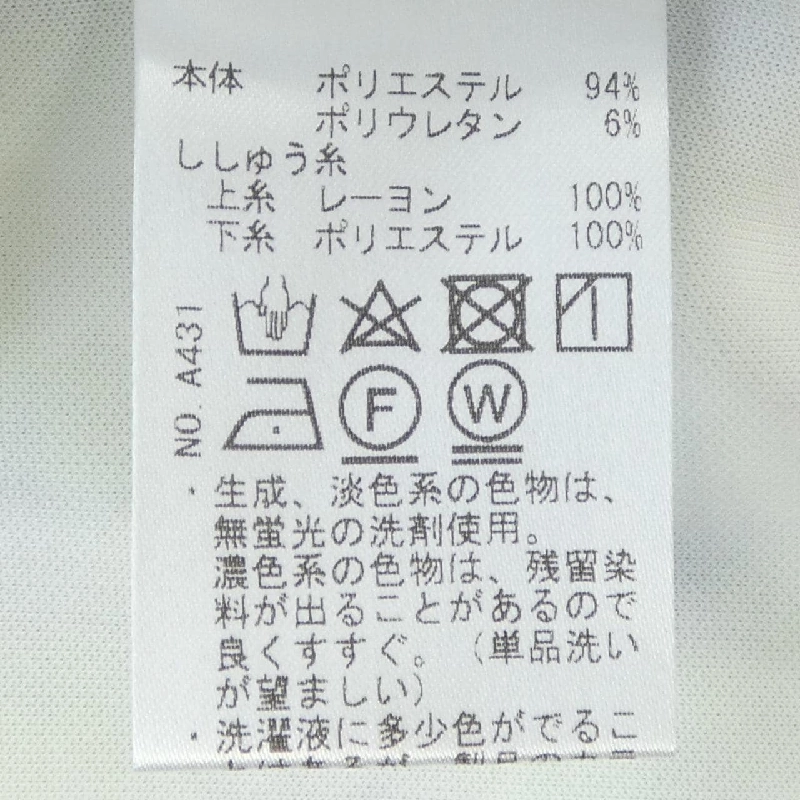 本体 ポリエステル 94%
ポリウレタン 6%
ししゅう糸
上糸 レーヨン 100%
下糸 ポリエステル 100%
NO. A431
F W
・生成、淡色系の色物は、
無蛍光の洗剤使用。
濃色系の色物は、残留染
料が出ることがあるので
良くすすぐ。（単品洗い
が望ましい）
・洗濯液に多少色がでるこ